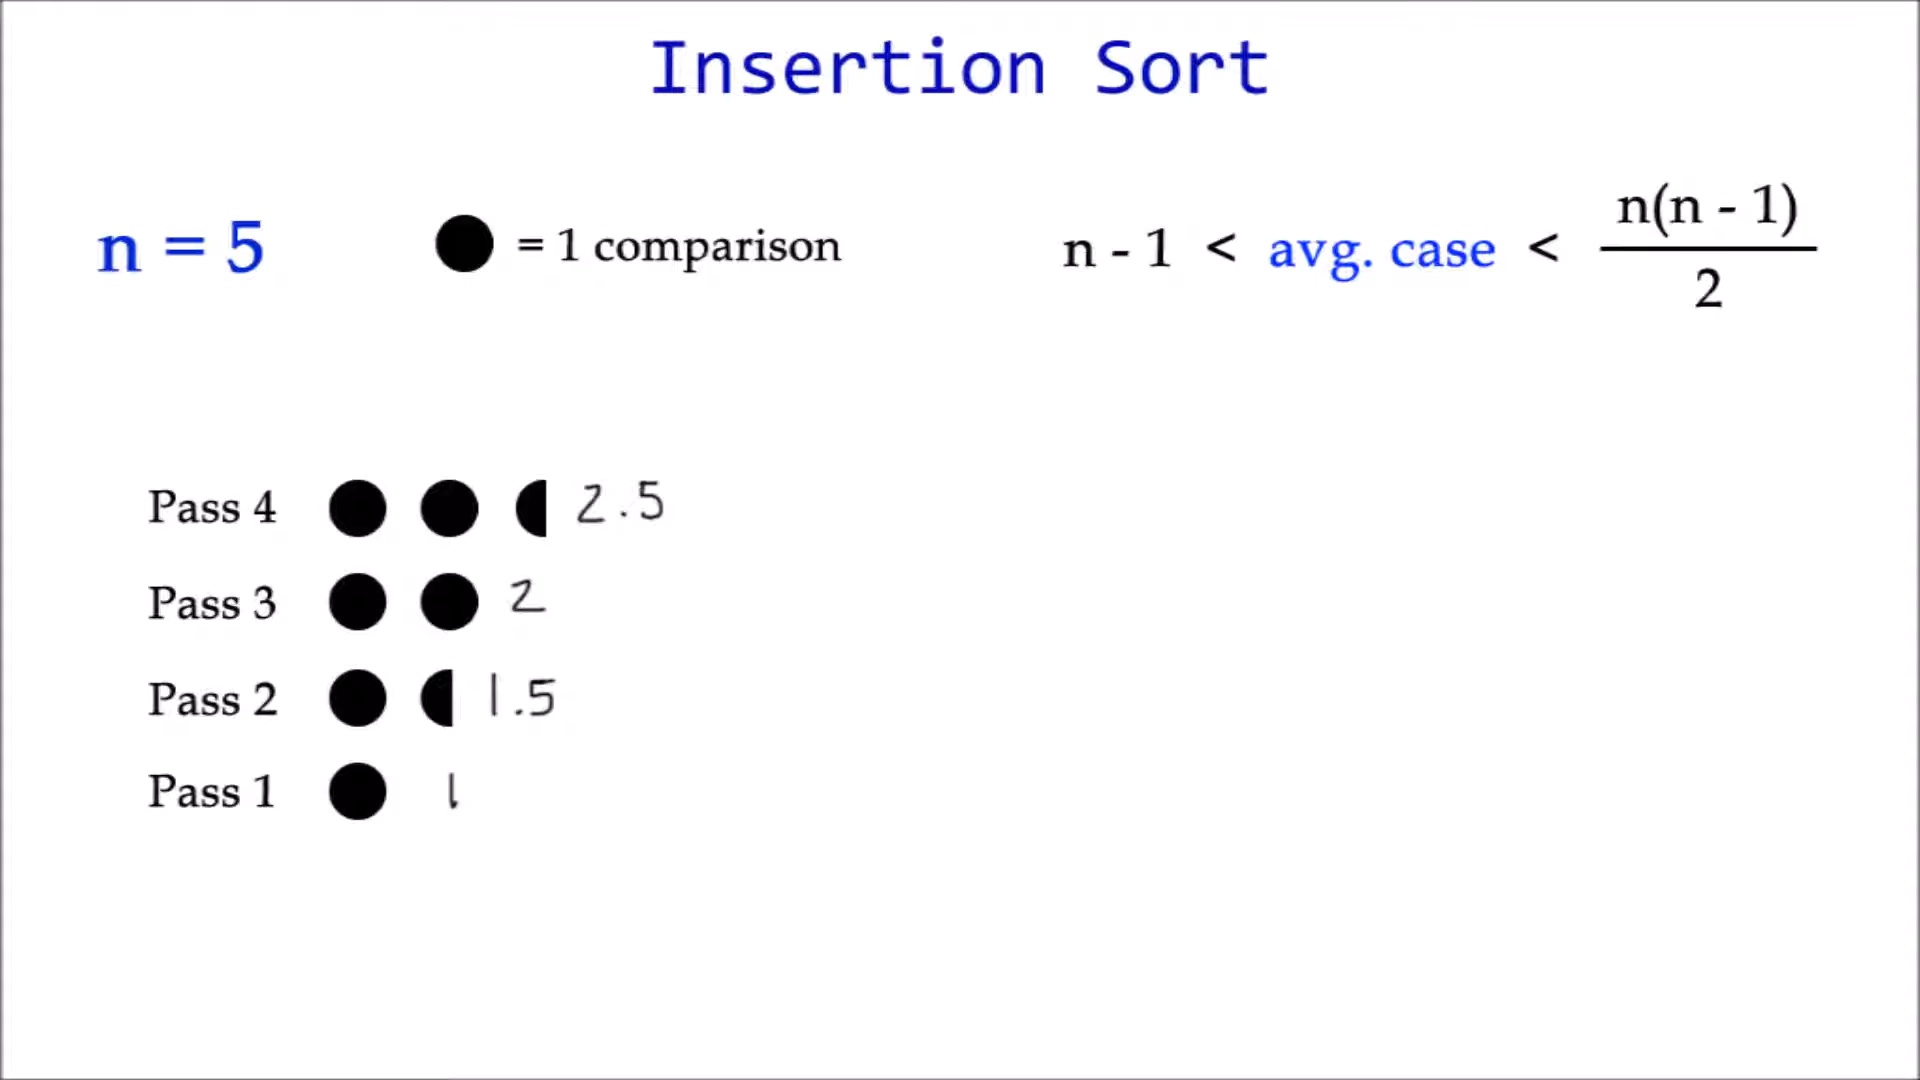 Insertion Sort
n = 5
= 1 comparison
n - 1 < avg. case < n(n - 1)
2
Pass 4 2.5
Pass 3 2
Pass 2 1.5
Pass 1 1